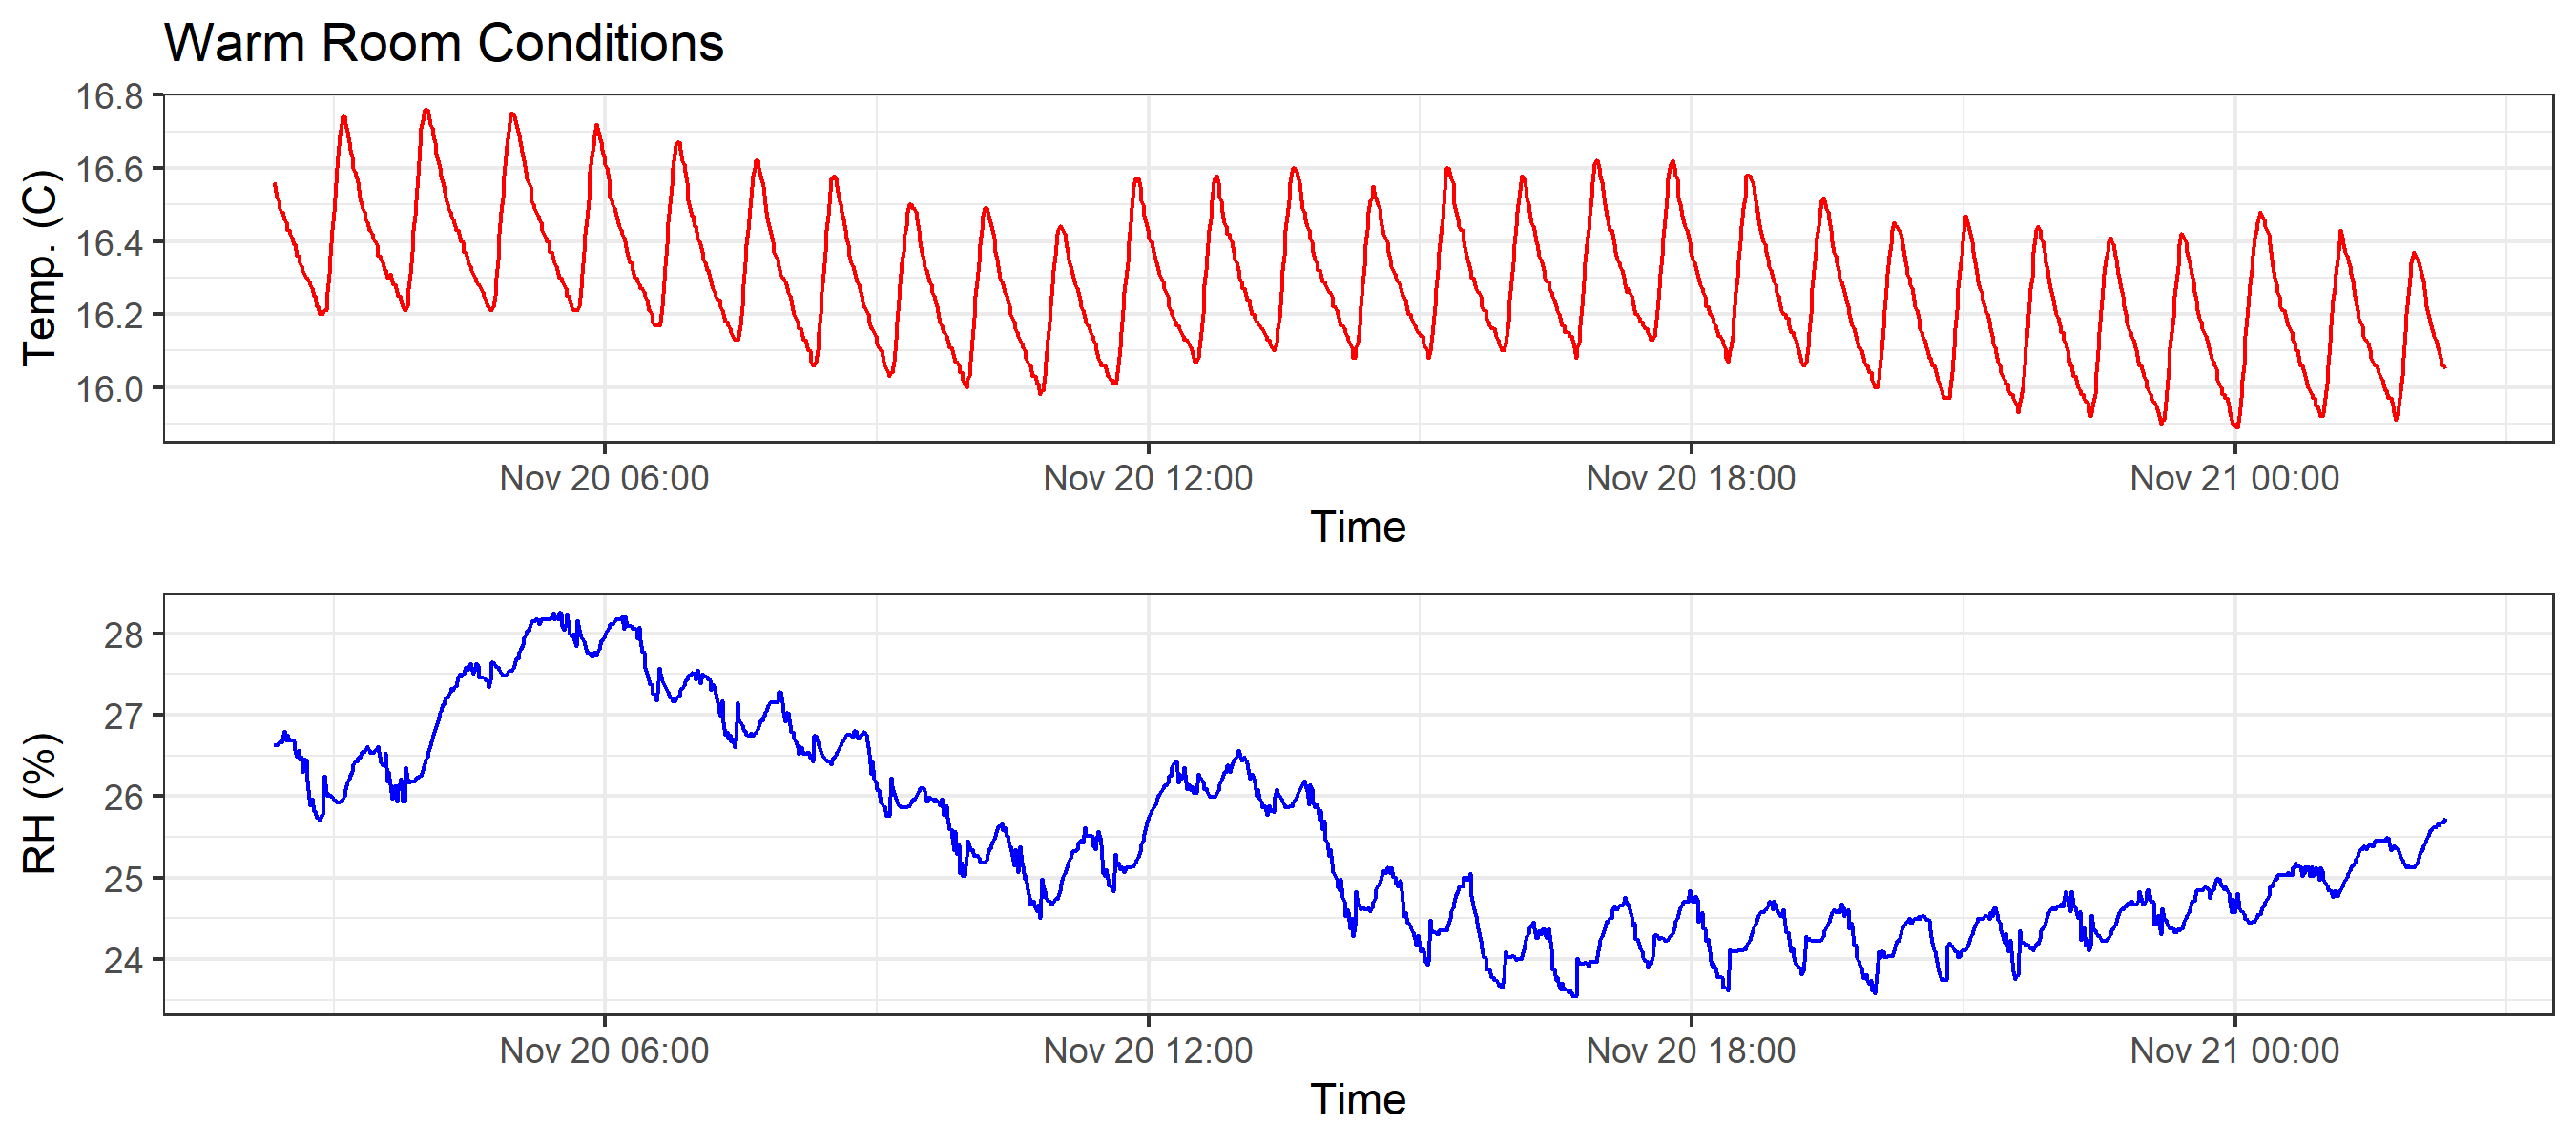 Warm Room Conditions
16.8
16.6
16.4
16.2
16.0
Temp. (C)
Nov 20 06:00 Nov 20 12:00 Nov 20 18:00 Nov 21 00:00
Time
28
27
26
25
24
RH (%)
Nov 20 06:00 Nov 20 12:00 Nov 20 18:00 Nov 21 00:00
Time